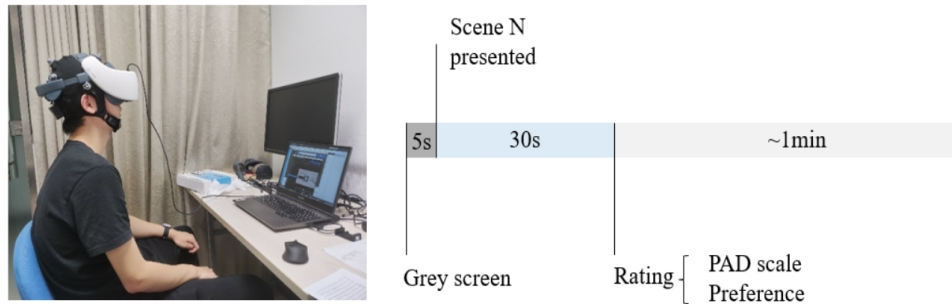 Scene N
presented
5s
30s
~1min
Grey screen
Rating
PAD scale
Preference